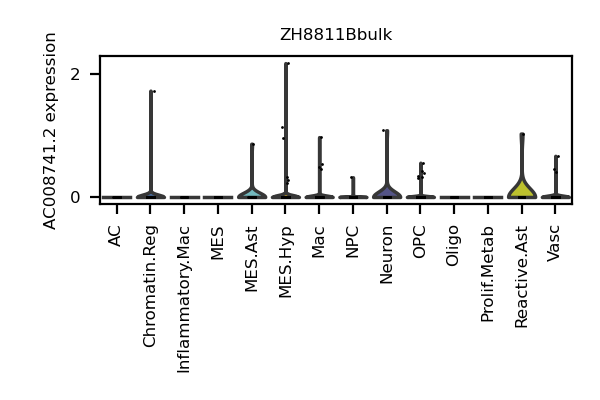 ZH8811Bbulk
AC008741.2 expression
2
0
AC
Chromatin.Reg
Inflammatory.Mac
MES
MES.Ast
MES.Hyp
Mac
NPC
Neuron
OPC
Oligo
Prolif.Metab
Reactive.Ast
Vasc